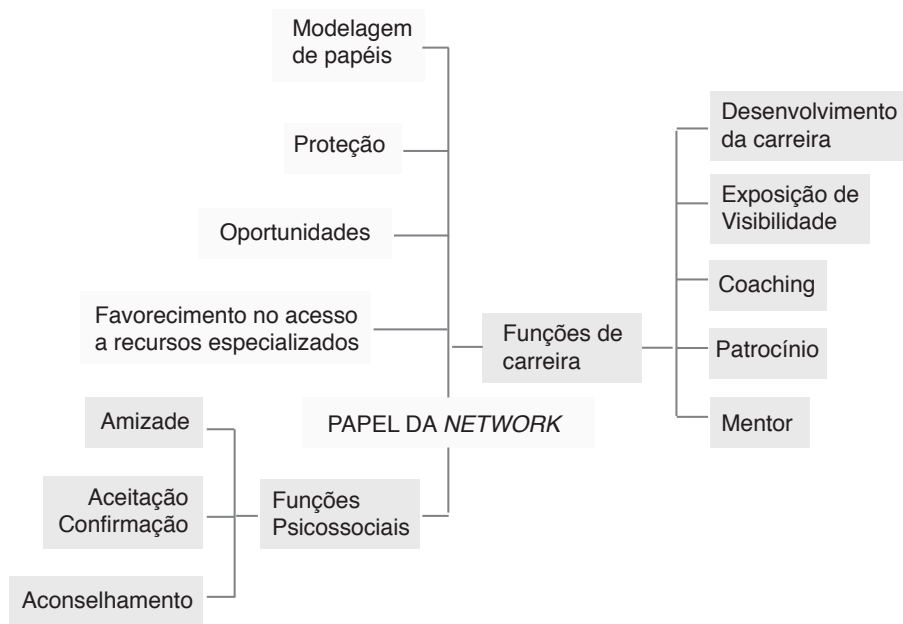 Modelagem
de papéis
Proteção
Oportunidades
Favorecimento no acesso
a recursos especializados
Desenvolvimento
da carreira
Exposição de
Visibilidade
Coaching
Patrocínio
Mentor
Funções de
carreira
PAPEL DA NETWORK
Amizade
Aceitação
Confirmação
Aconselhamento
Funções
Psicossociais